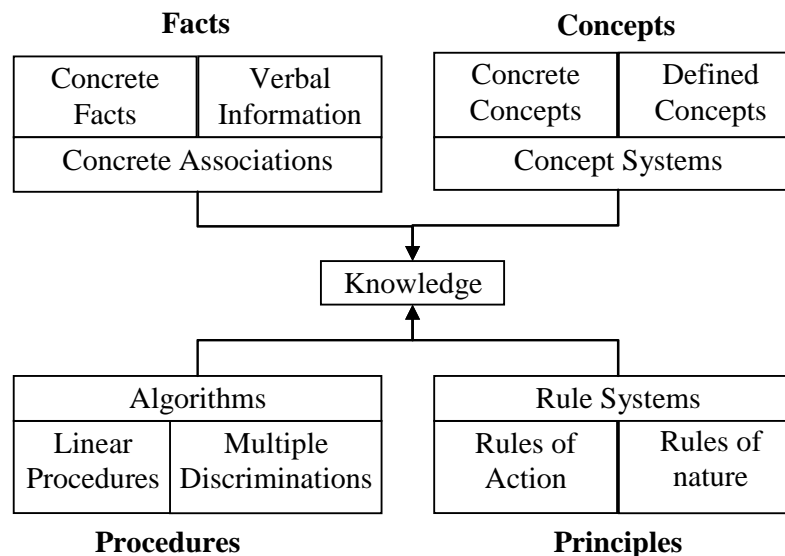 Facts
Concepts
Concrete
Facts
Verbal
Information
Concrete Associations
Concrete
Concepts
Defined
Concepts
Concept Systems
Knowledge
Algorithms
Linear
Procedures
Multiple
Discriminations
Rule Systems
Rules of
Action
Rules of
nature
Procedures
Principles